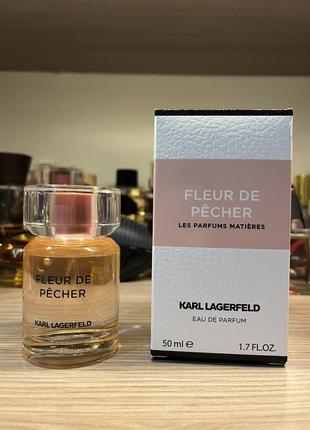 FLEUR DE
PÊCHER
KARL LAGERFELD
FLEUR DE
PÊCHER
LES PARFUMS MATIÈRES
KARL LAGERFELD
EAU DE PARFUM
50 ml ℮ 1.7 FL.OZ.